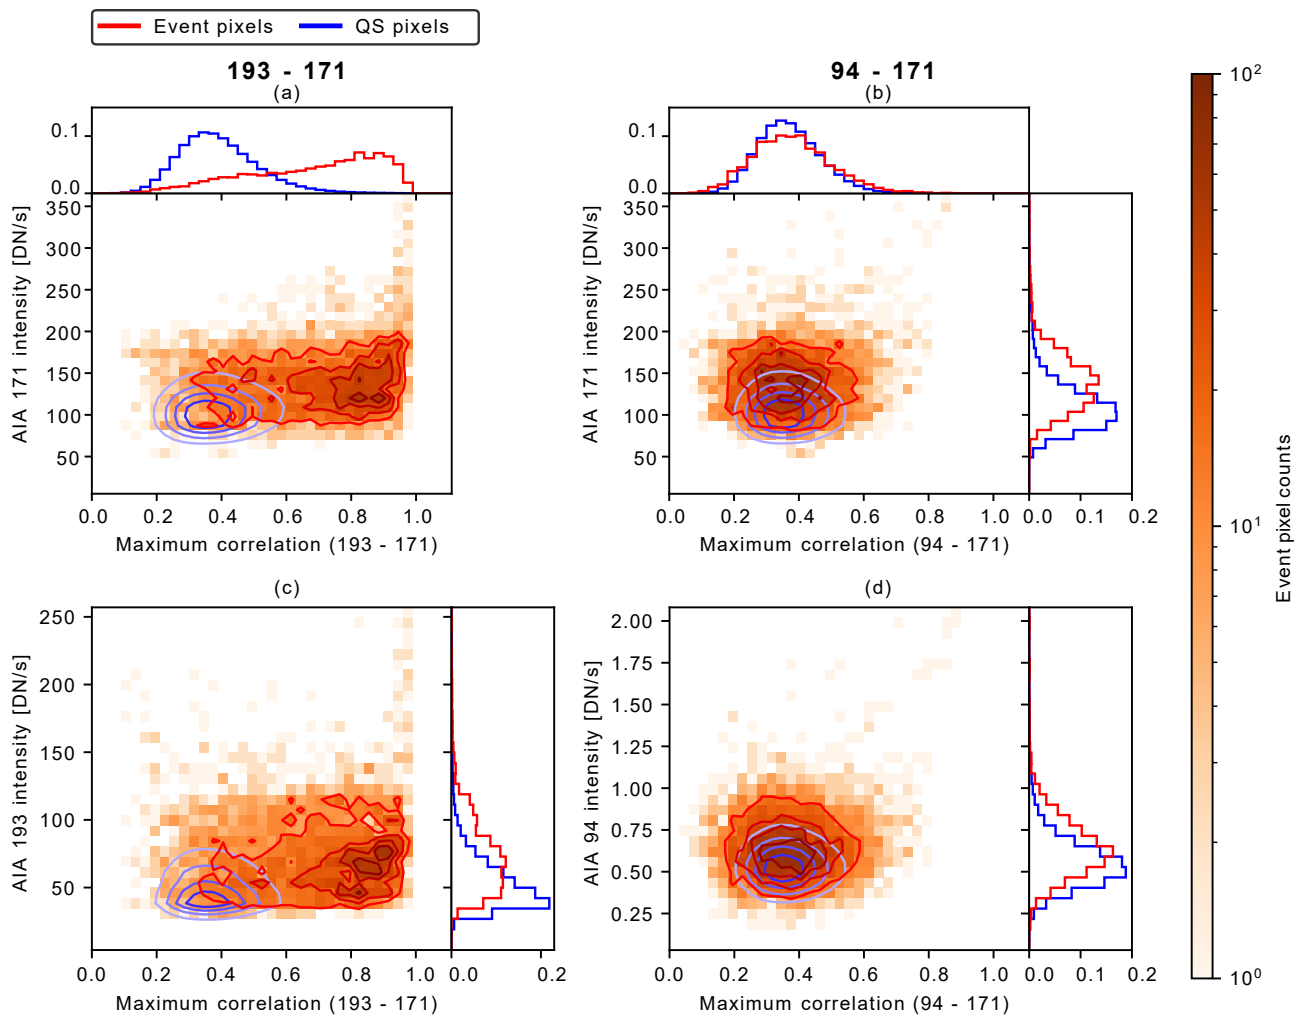 Event pixels QS pixels
193 - 171
94 - 171
(a)
(b)
0.1
0.0
0.1
0.0
350
300
250
200
150
100
50
AIA 171 intensity [DN/s]
0.0 0.2 0.4 0.6 0.8 1.0
Maximum correlation (193 - 171)
350
300
250
200
150
100
50
AIA 171 intensity [DN/s]
0.0 0.2 0.4 0.6 0.8 1.0
Maximum correlation (94 - 171)
0.0 0.1 0.2
(c)
(d)
250
200
150
100
50
AIA 193 intensity [DN/s]
0.0 0.2 0.4 0.6 0.8 1.0
Maximum correlation (193 - 171)
0.0 0.2
2.00
1.75
1.50
1.25
1.00
0.75
0.50
0.25
AIA 94 intensity [DN/s]
0.0 0.2 0.4 0.6 0.8 1.0
Maximum correlation (94 - 171)
0.0 0.1 0.2
10²
10¹
10⁰
Event pixel counts